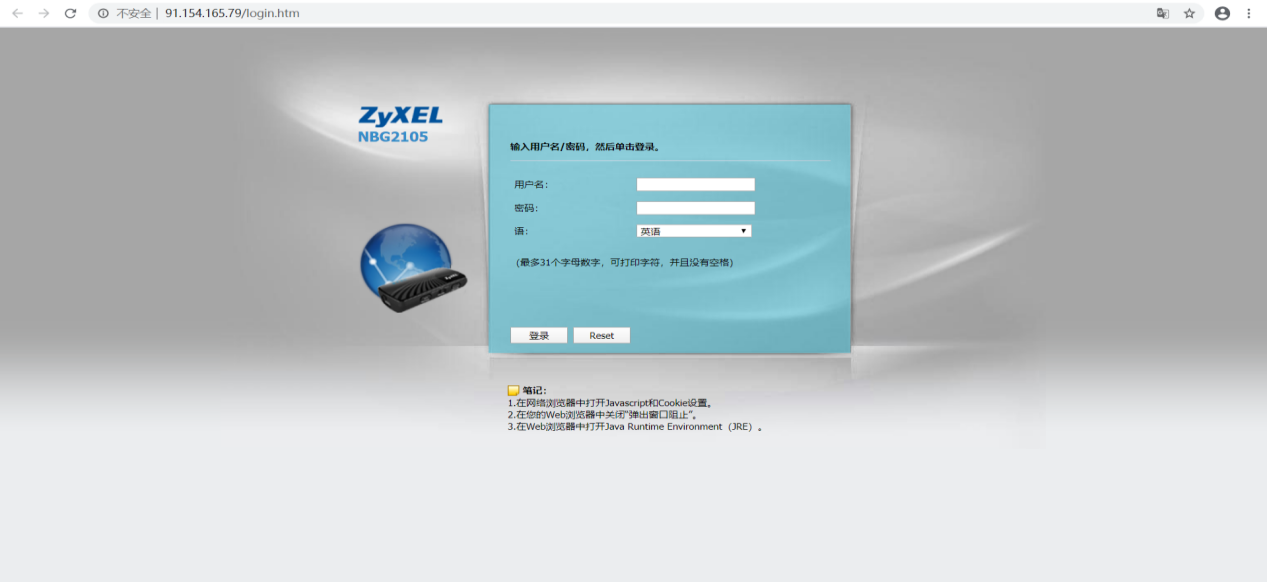 不安全 | 91.154.165.79/login.htm
ZyXEL
NBG2105
输入用户名/密码，然后单击登录。
用户名：
密码：
语： 英语
（最多31个字母数字，可打印字符，并且没有空格）
登录 Reset
笔记：
1.在网络浏览器中打开Javascript和Cookie设置。
2.在您的Web浏览器中关闭“弹出窗口阻止”。
3.在Web浏览器中打开Java Runtime Environment（JRE）。